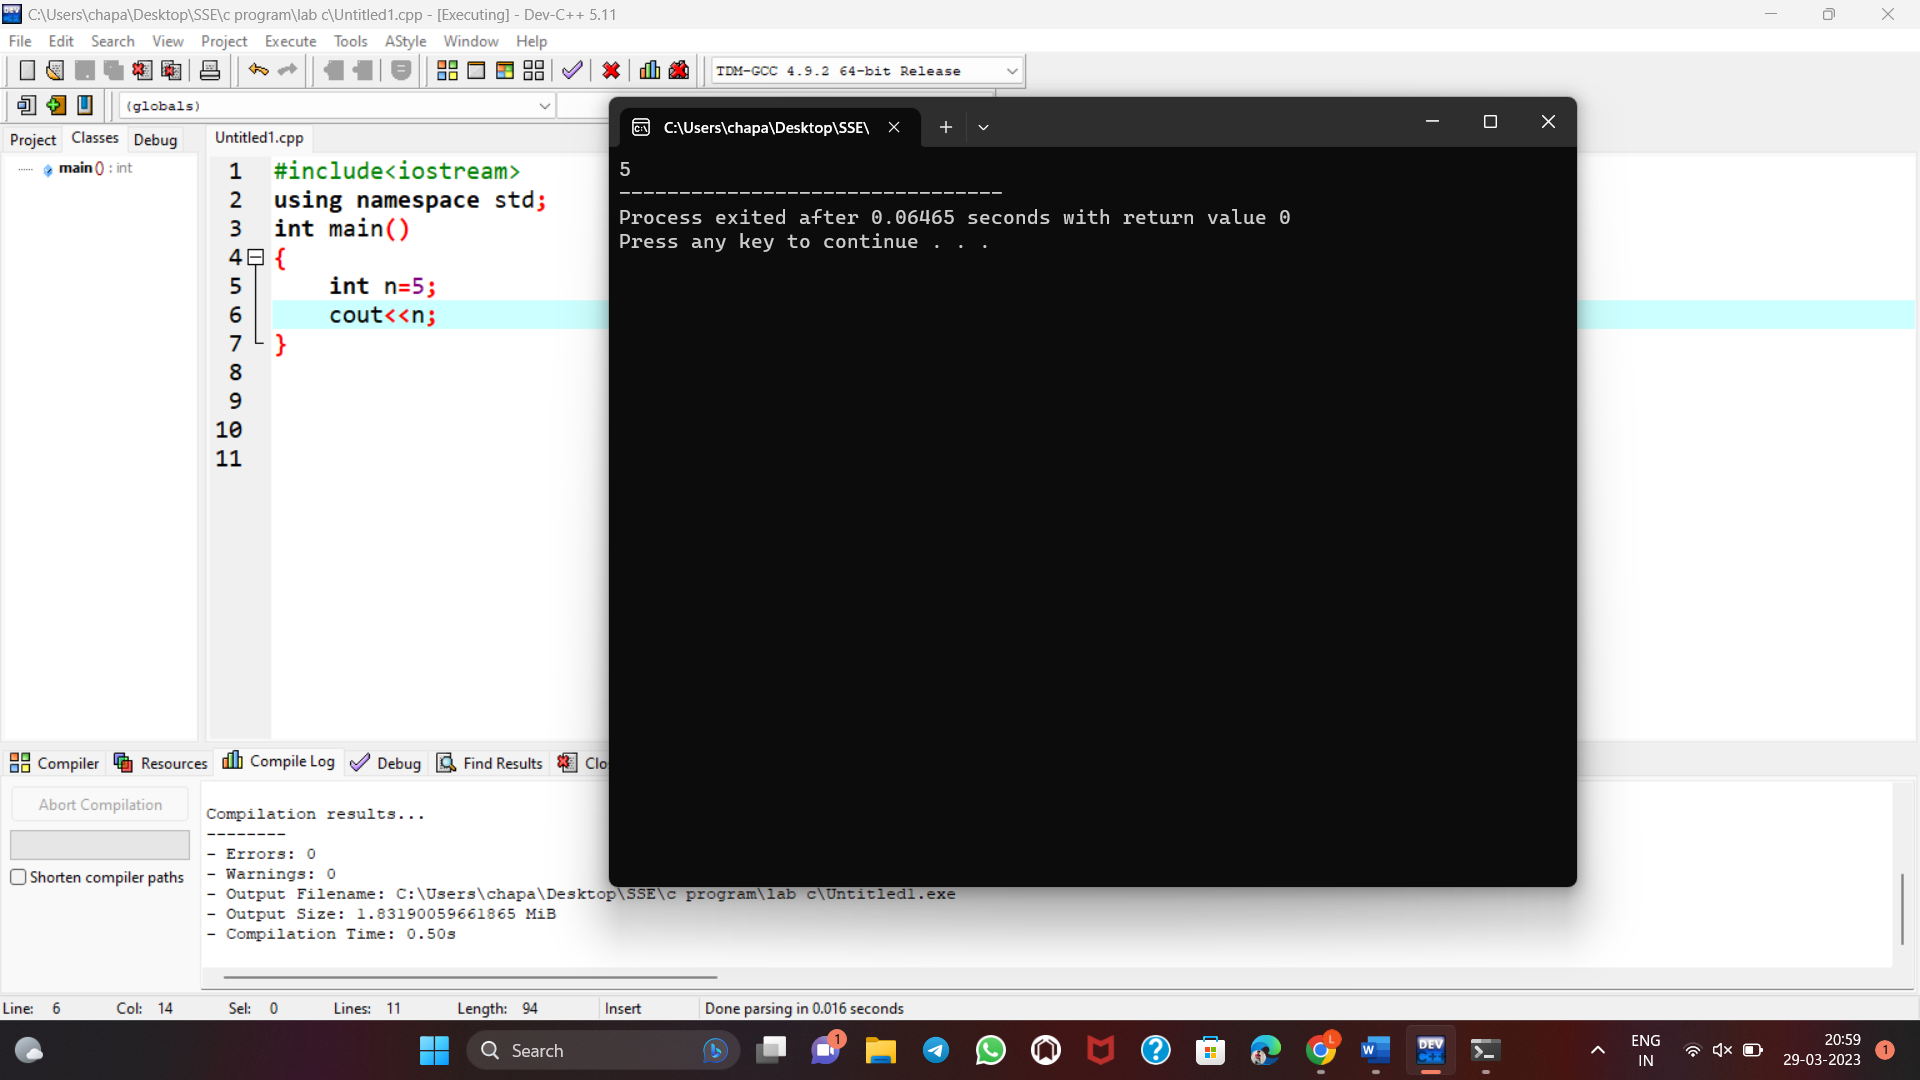 C:\Users\chapa\Desktop\SSE\c program\lab c\Untitled1.cpp - [Executing] - Dev-C++ 5.11
File Edit Search View Project Execute Tools AStyle Window Help
TDM-GCC 4.9.2 64-bit Release
(globals)
Project Classes Debug
main () : int
Untitled1.cpp
1 #include<iostream>
2 using namespace std;
3 int main()
4 {
5 int n=5;
6 cout<<n;
7 }
8
9
10
11
C:\Users\chapa\Desktop\SSE\
5
--------------------------------
Process exited after 0.06465 seconds with return value 0
Press any key to continue . . .
Compiler Resources Compile Log Debug Find Results Clo
Abort Compilation
Shorten compiler paths
Compilation results...
--------
- Errors: 0
- Warnings: 0
- Output Filename: C:\Users\chapa\Desktop\SSE\c program\lab c\Untitled1.exe
- Output Size: 1.83190059661865 MiB
- Compilation Time: 0.50s
Line: 6 Col: 14 Sel: 0 Lines: 11 Length: 94 Insert Done parsing in 0.016 seconds
Search
1
L
W
DEV
C++
ENG
IN
20:59
29-03-2023
1